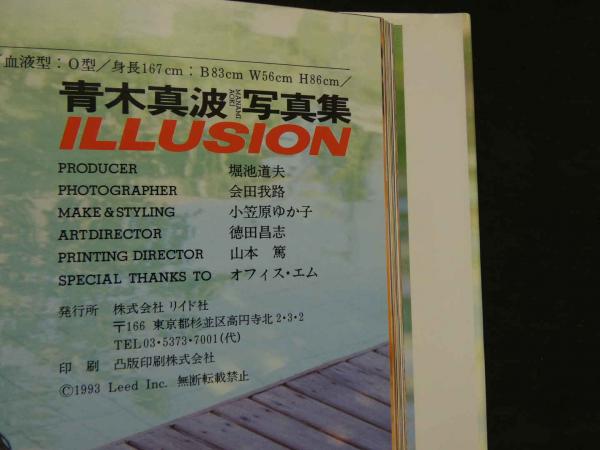 血液型：O型／身長167cm：B83cm W56cm H86cm／
青木真波 MANAMI AOKI 写真集
ILLUSION
PRODUCER 堀池道夫
PHOTOGRAPHER 会田我路
MAKE & STYLING 小笠原ゆか子
ARTDIRECTOR 徳田昌志
PRINTING DIRECTOR 山本 篤
SPECIAL THANKS TO オフィス・エム
発行所 株式会社 リイド社
〒166 東京都杉並区高円寺北2・3・2
TEL03・5373・7001(代)
印 刷 凸版印刷株式会社
©1993 Leed Inc. 無断転載禁止